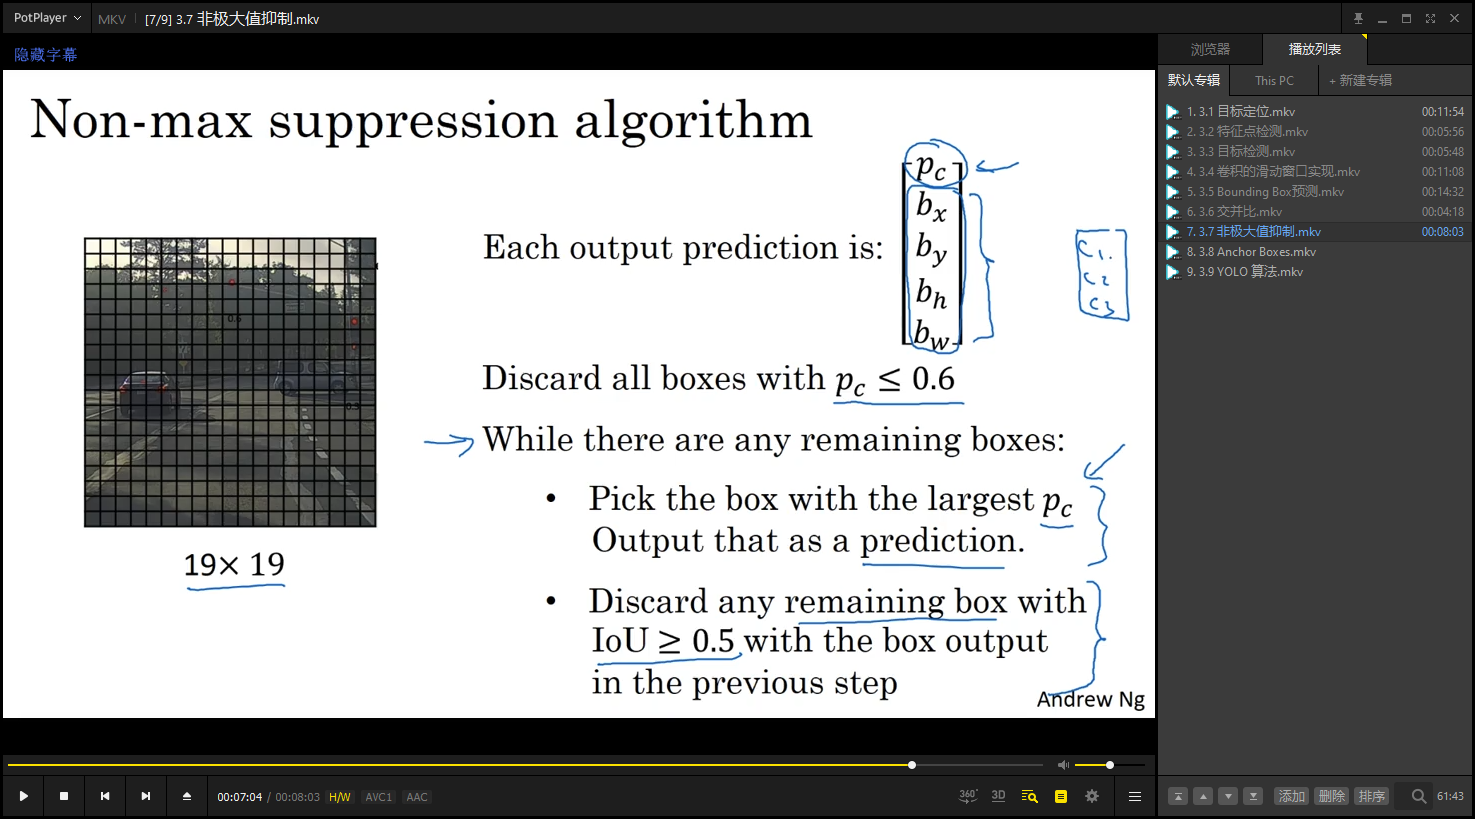 PotPlayer
MKV
[7/9] 3.7 非极大值抑制.mkv
隐藏字幕
Non-max suppression algorithm
19× 19
Each output prediction is:
p_c
b_x
b_y
b_h
b_w
C1.
C2
C3
Discard all boxes with p_c ≤ 0.6
While there are any remaining boxes:
• Pick the box with the largest p_c
Output that as a prediction.
• Discard any remaining box with
IoU ≥ 0.5 with the box output
in the previous step
Andrew Ng
00:07:04 / 00:08:03 H/W AVC1 AAC
360° 3D
浏览器 播放列表
默认专辑 This PC + 新建专辑
1. 3.1 目标定位.mkv 00:11:54
2. 3.2 特征点检测.mkv 00:05:56
3. 3.3 目标检测.mkv 00:05:48
4. 3.4 卷积的滑动窗口实现.mkv 00:11:08
5. 3.5 Bounding Box预测.mkv 00:14:32
6. 3.6 交并比.mkv 00:04:18
7. 3.7 非极大值抑制.mkv 00:08:03
8. 3.8 Anchor Boxes.mkv
9. 3.9 YOLO 算法.mkv
添加 删除 排序 61:43